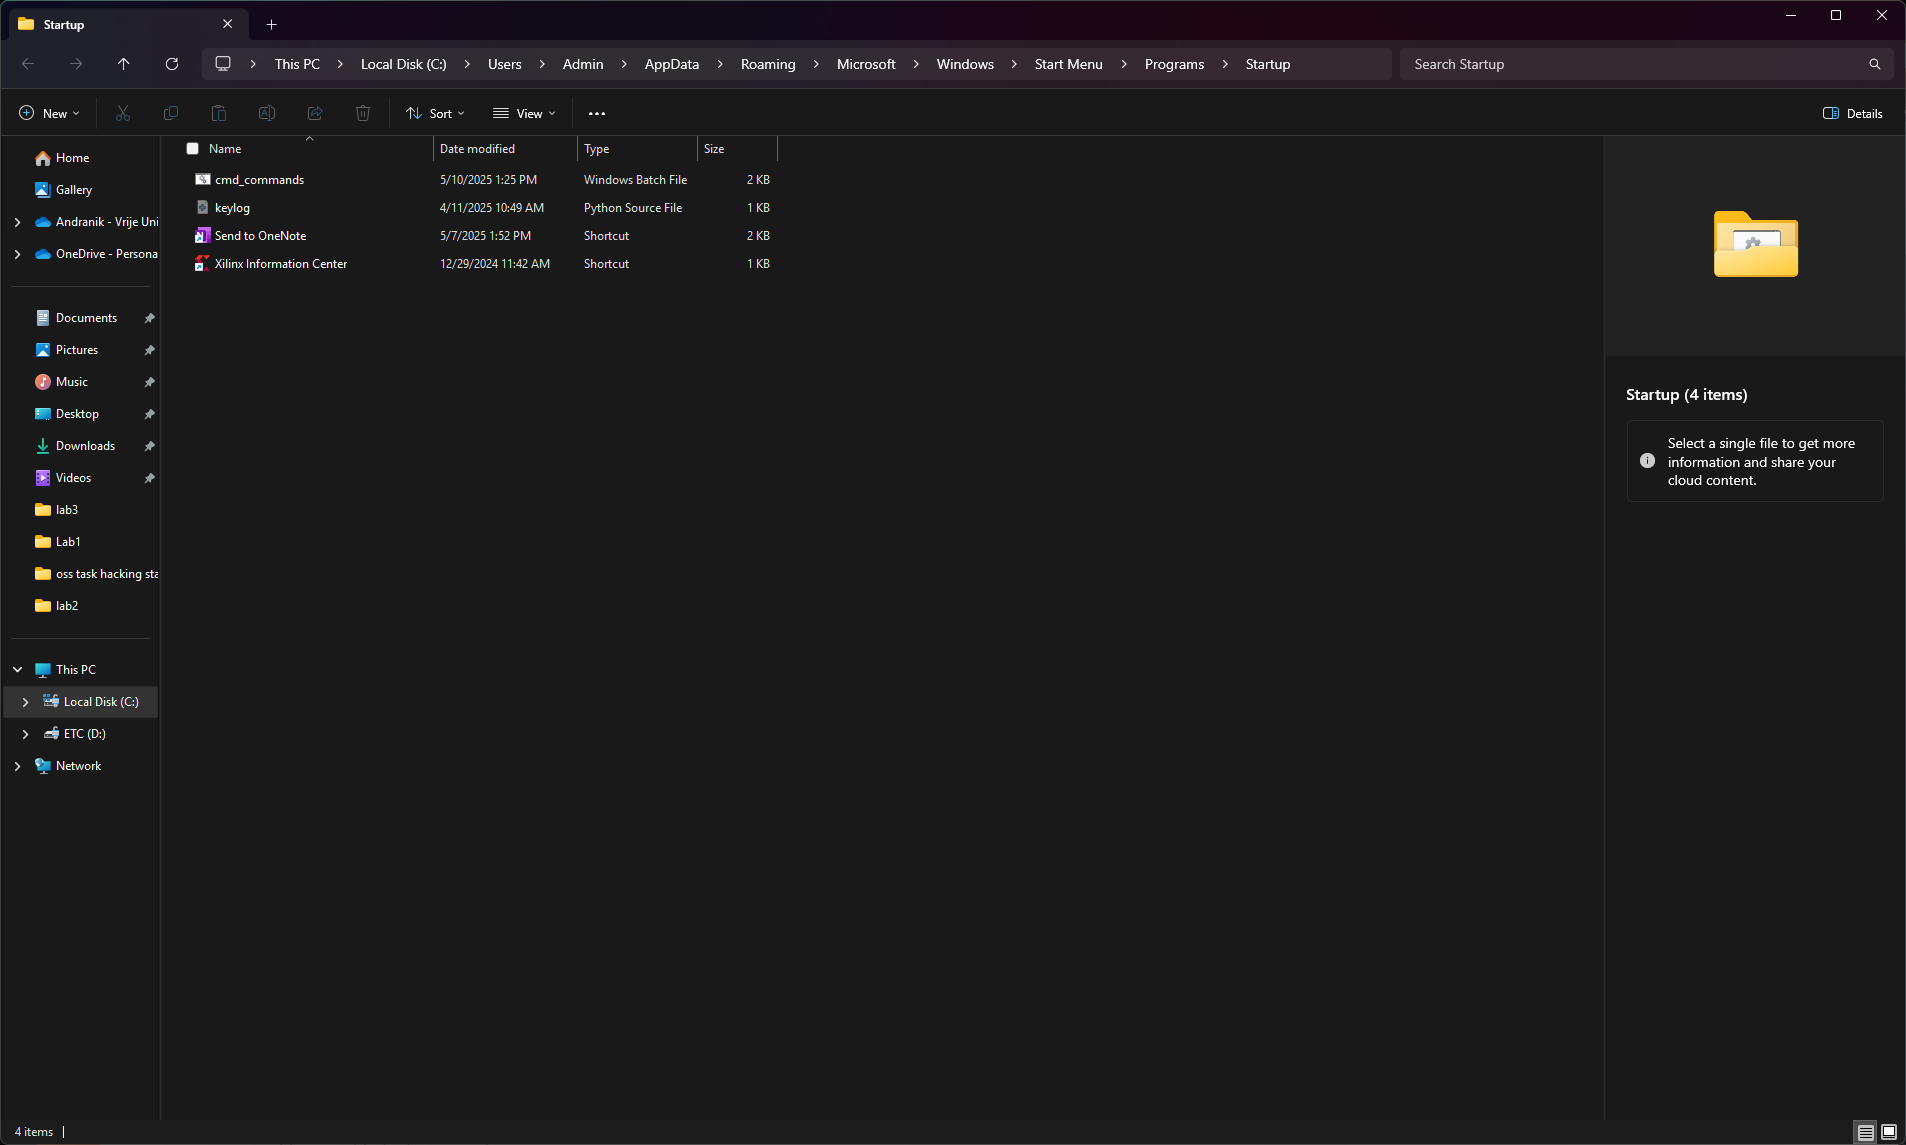 Startup
This PC > Local Disk (C:) > Users > Admin > AppData > Roaming > Microsoft > Windows > Start Menu > Programs > Startup
Search Startup
New
Sort
View
Details
Home
Gallery
Andranik - Vrije Uni
OneDrive - Persona
Documents
Pictures
Music
Desktop
Downloads
Videos
lab3
Lab1
oss task hacking sta
lab2
This PC
Local Disk (C:)
ETC (D:)
Network
Name Date modified Type Size
cmd_commands 5/10/2025 1:25 PM Windows Batch File 2 KB
keylog 4/11/2025 10:49 AM Python Source File 1 KB
Send to OneNote 5/7/2025 1:52 PM Shortcut 2 KB
Xilinx Information Center 12/29/2024 11:42 AM Shortcut 1 KB
Startup (4 items)
Select a single file to get more
information and share your
cloud content.
4 items